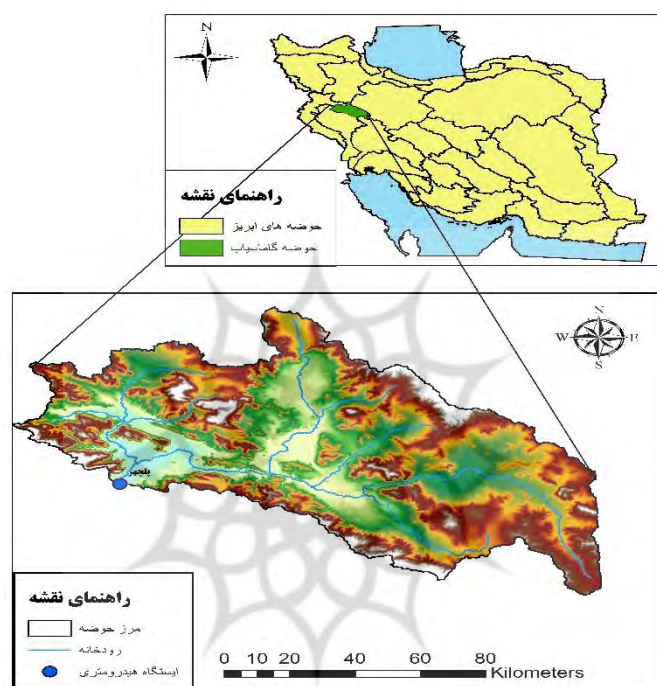 N
راهنمای نقشه
حوضه های آبریز
حوضه گاماسیاب
N
W E
S
پلچهر
راهنمای نقشه
مرز حوضه
رودخانه
ایستگاه هیدرومتری
0 10 20 40 60 80
Kilometers